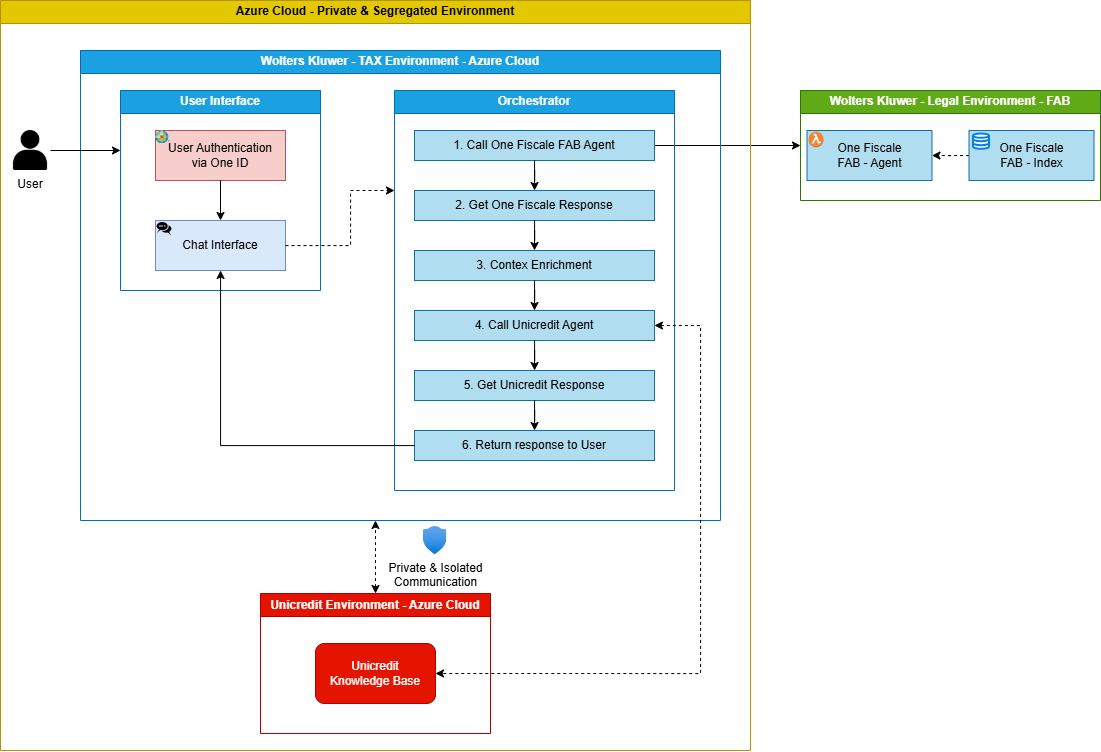 Azure Cloud - Private & Segregated Environment
Wolters Kluwer - TAX Environment - Azure Cloud
User Interface
User Authentication
via One ID
Chat Interface
User
Orchestrator
1. Call One Fiscale FAB Agent
2. Get One Fiscale Response
3. Contex Enrichment
4. Call Unicredit Agent
5. Get Unicredit Response
6. Return response to User
Wolters Kluwer - Legal Environment - FAB
One Fiscale
FAB - Agent
One Fiscale
FAB - Index
Private & Isolated
Communication
Unicredit Environment - Azure Cloud
Unicredit
Knowledge Base